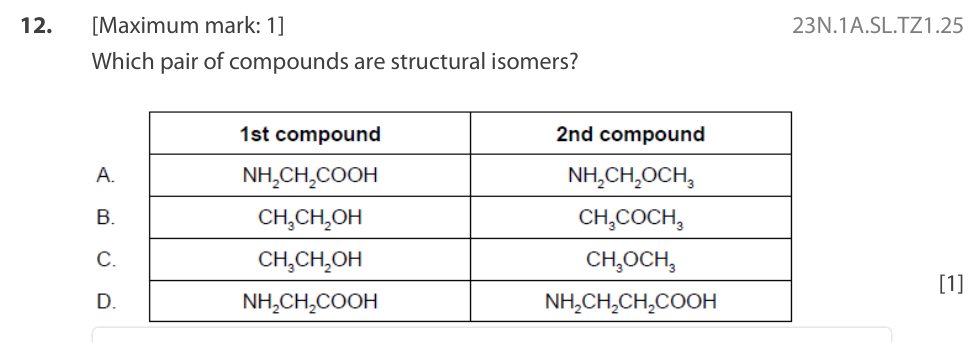 12. [Maximum mark: 1] 23N.1A.SL.TZ1.25
Which pair of compounds are structural isomers?
1st compound 2nd compound
A. NH₂CH₂COOH NH₂CH₂OCH₃
B. CH₃CH₂OH CH₃COCH₃
C. CH₃CH₂OH CH₃OCH₃
D. NH₂CH₂COOH NH₂CH₂CH₂COOH
[1]